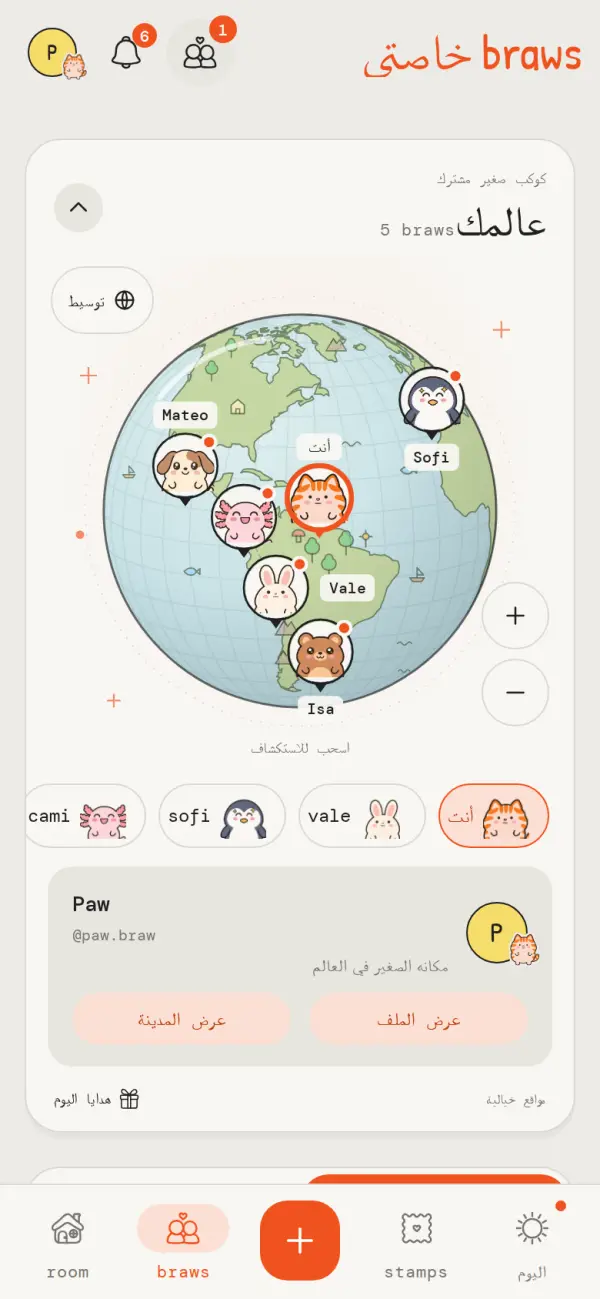 braws خاصتي
P
6
1
كوكب صغير مشترك
عالمك 5 braws
توسيط
Mateo
أنت
Sofi
Vale
Isa
اسحب للاستكشاف
أنت
vale
sofi
cami
Paw
@paw.braw
P
مكانه الصغير في العالم
عرض الملف
عرض المدينة
مواقع خيالية
هدايا اليوم
اليوم
stamps
braws
room